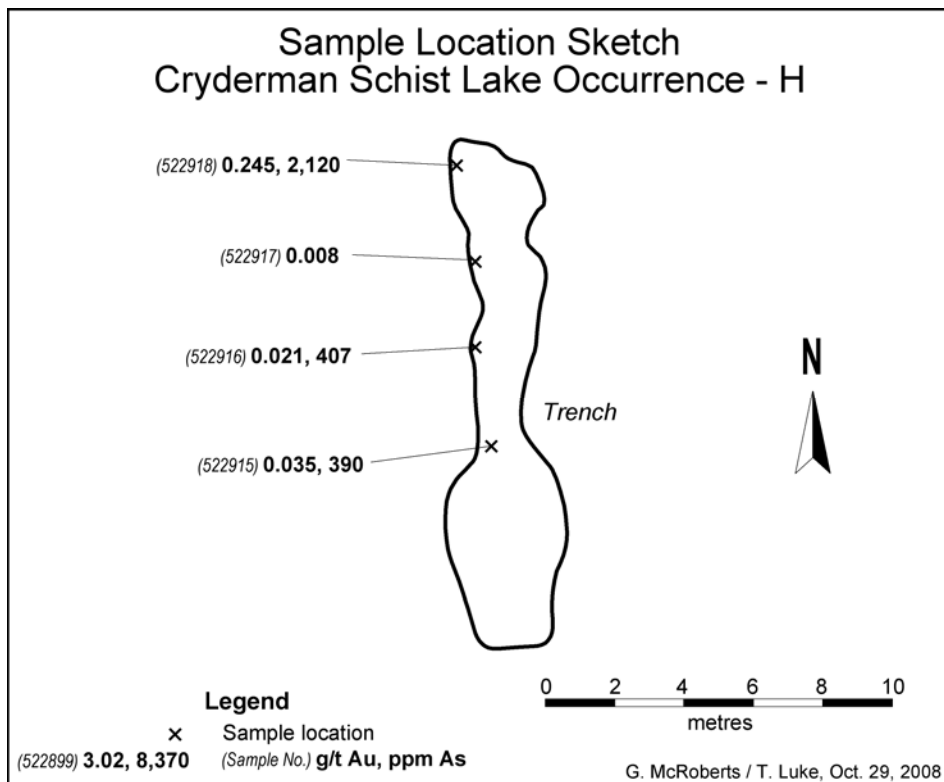 Sample Location Sketch
Cryderman Schist Lake Occurrence - H
(522918) 0.245, 2,120
(522917) 0.008
(522916) 0.021, 407
(522915) 0.035, 390
Trench
N
Legend
× Sample location
(522899) 3.02, 8,370 (Sample No.) g/t Au, ppm As
0 2 4 6 8 10
metres
G. McRoberts / T. Luke, Oct. 29, 2008